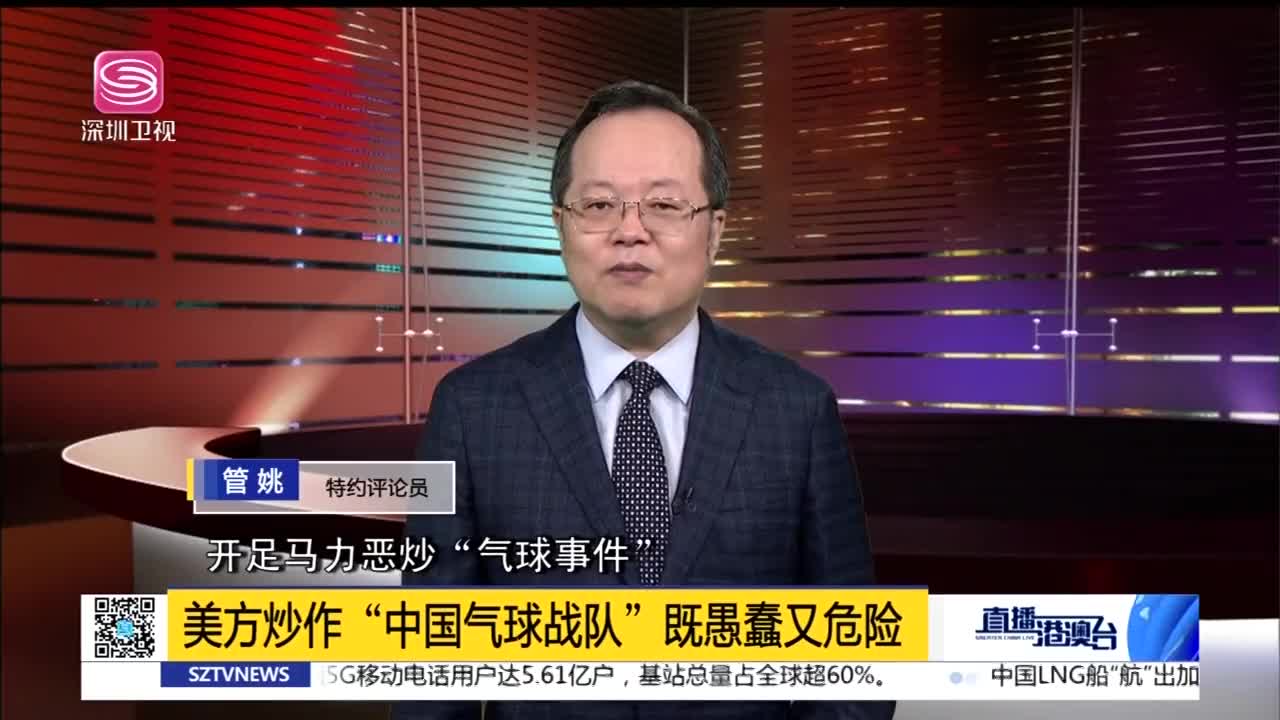 深圳卫视
管姚
特约评论员
开足马力恶炒“气球事件”
美方炒作“中国气球战队”既愚蠢又危险
直播港澳台
GREATER CHINA LIVE
SZTVNEWS
5G移动电话用户达5.61亿户，基站总量占全球超60%。
中国LNG船“航”出加